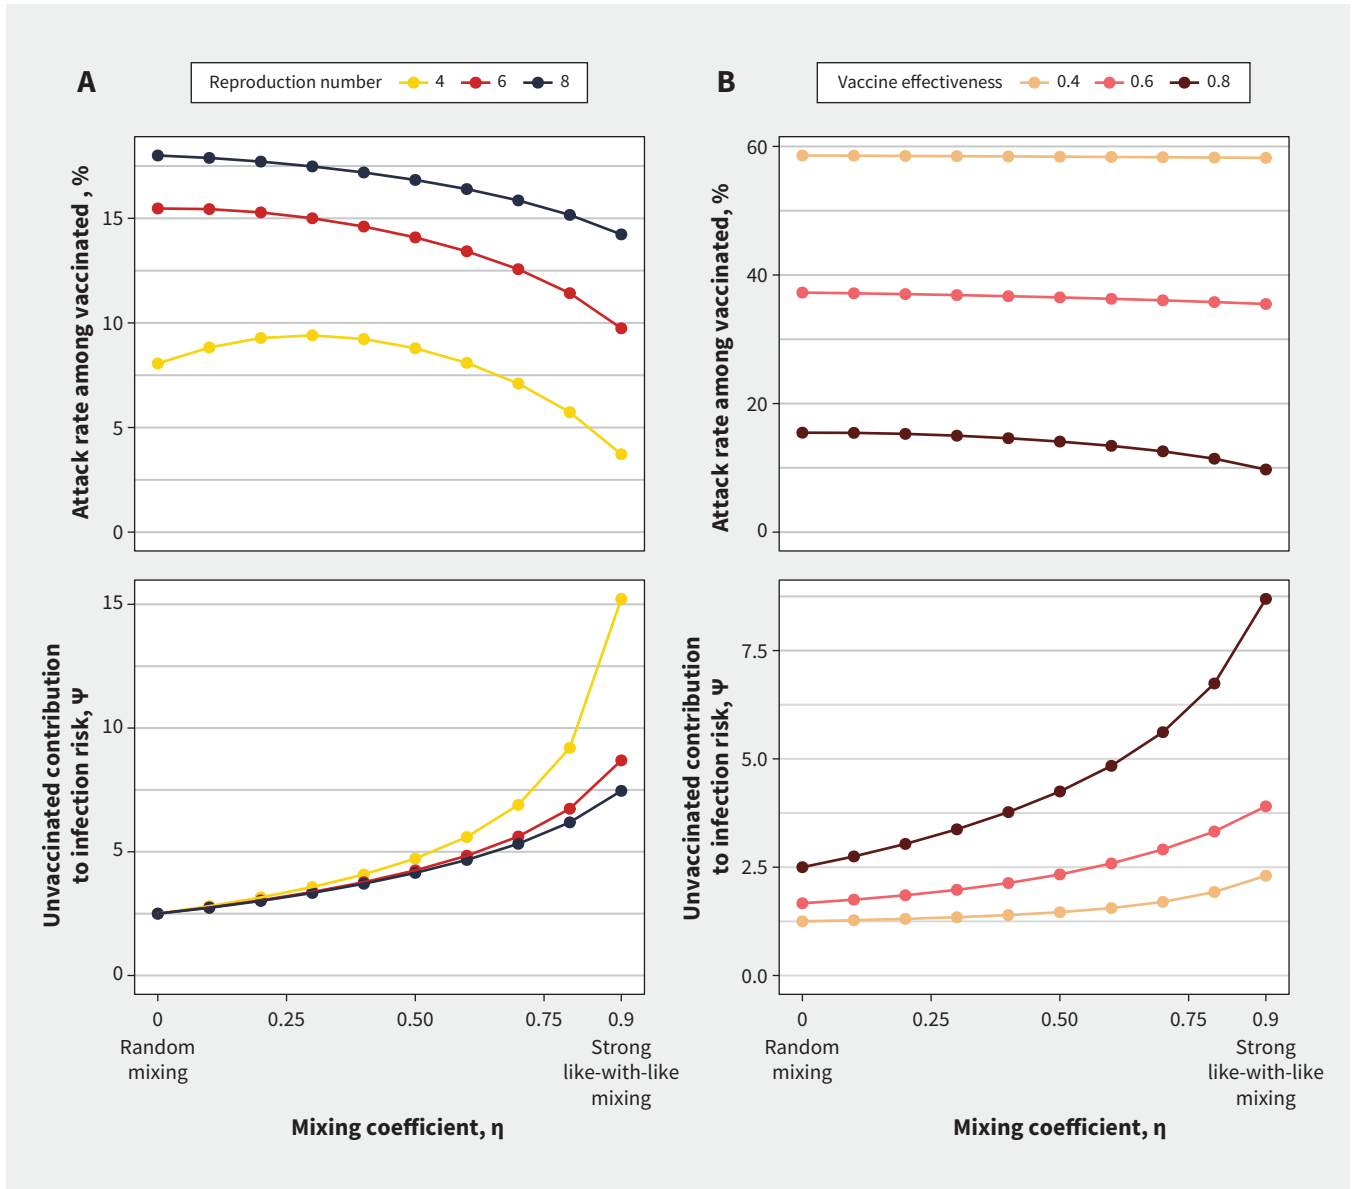 A
Reproduction number 4 6 8
Attack rate among vaccinated , %
15
10
5
0
Unvaccinated contribution
to infection risk, Ψ
15
10
5
0
0 0.25 0.50 0.75 0.9
Random
mixing
Strong
like-with-like
mixing
Mixing coefficient, η
B
Vaccine effectiveness 0.4 0.6 0.8
Attack rate among vaccinated, %
60
40
20
0
Unvaccinated contribution
to infection risk, Ψ
7.5
5.0
2.5
0.0
0 0.25 0.50 0.75 0.9
Random
mixing
Strong
like-with-like
mixing
Mixing coefficient, η